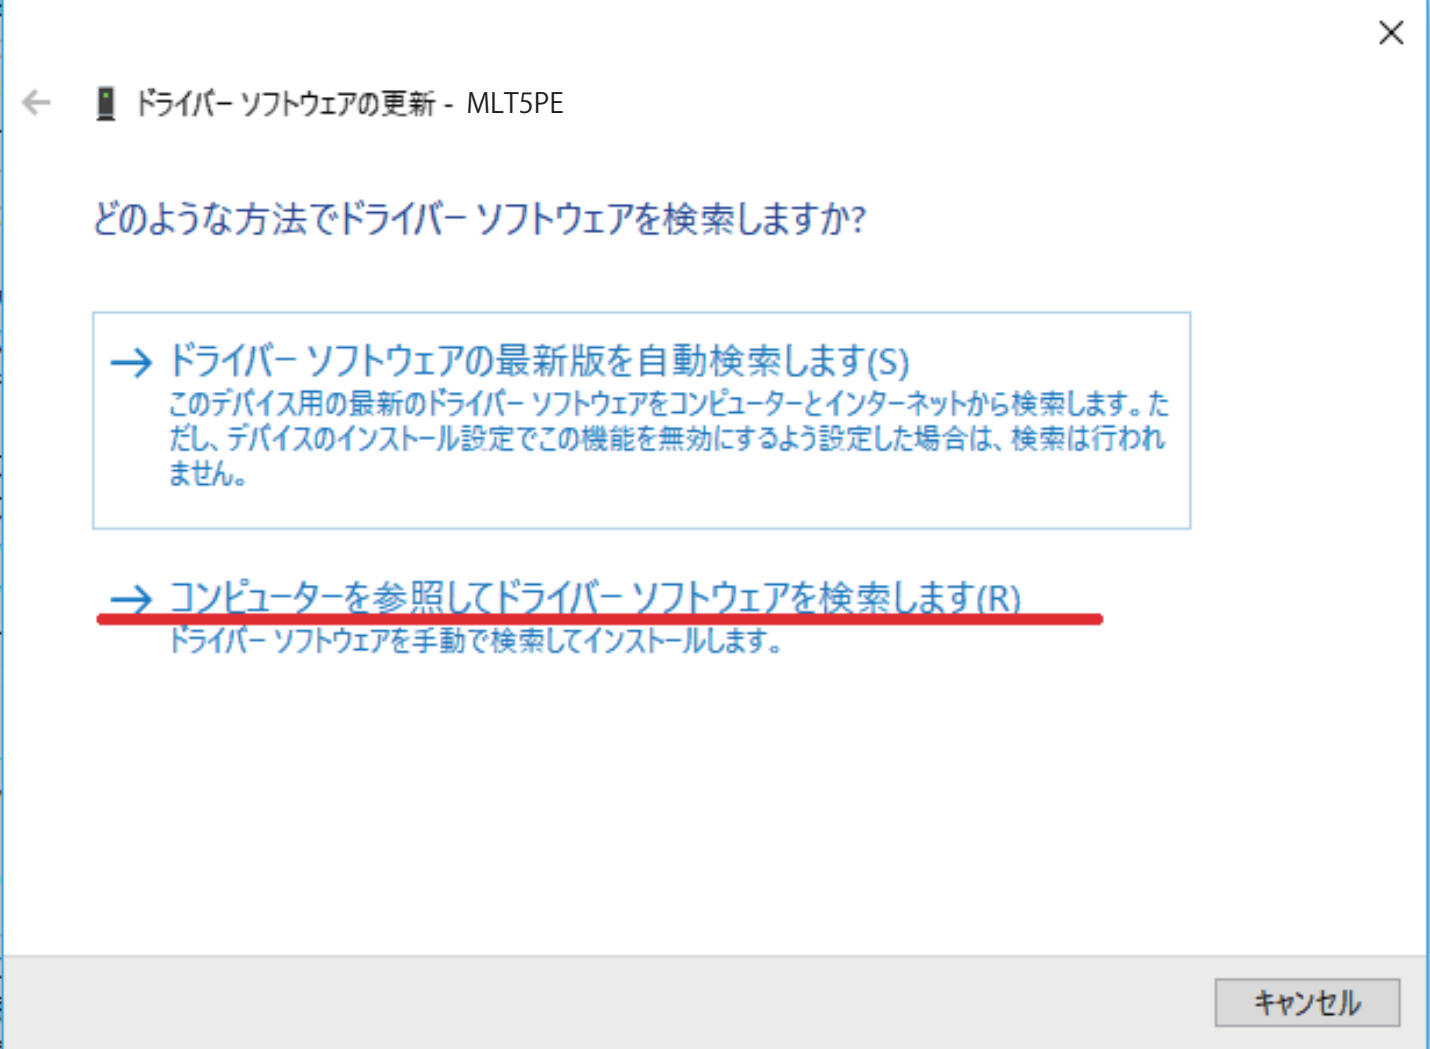 ドライバー ソフトウェアの更新 - MLT5PE
どのような方法でドライバー ソフトウェアを検索しますか?
→ ドライバー ソフトウェアの最新版を自動検索します(S)
このデバイス用の最新のドライバー ソフトウェアをコンピューターとインターネットから検索します。た
だし、デバイスのインストール設定でこの機能を無効にするよう設定した場合は、検索は行われ
ません。
→ コンピューターを参照してドライバー ソフトウェアを検索します(R)
ドライバー ソフトウェアを手動で検索してインストールします。
キャンセル